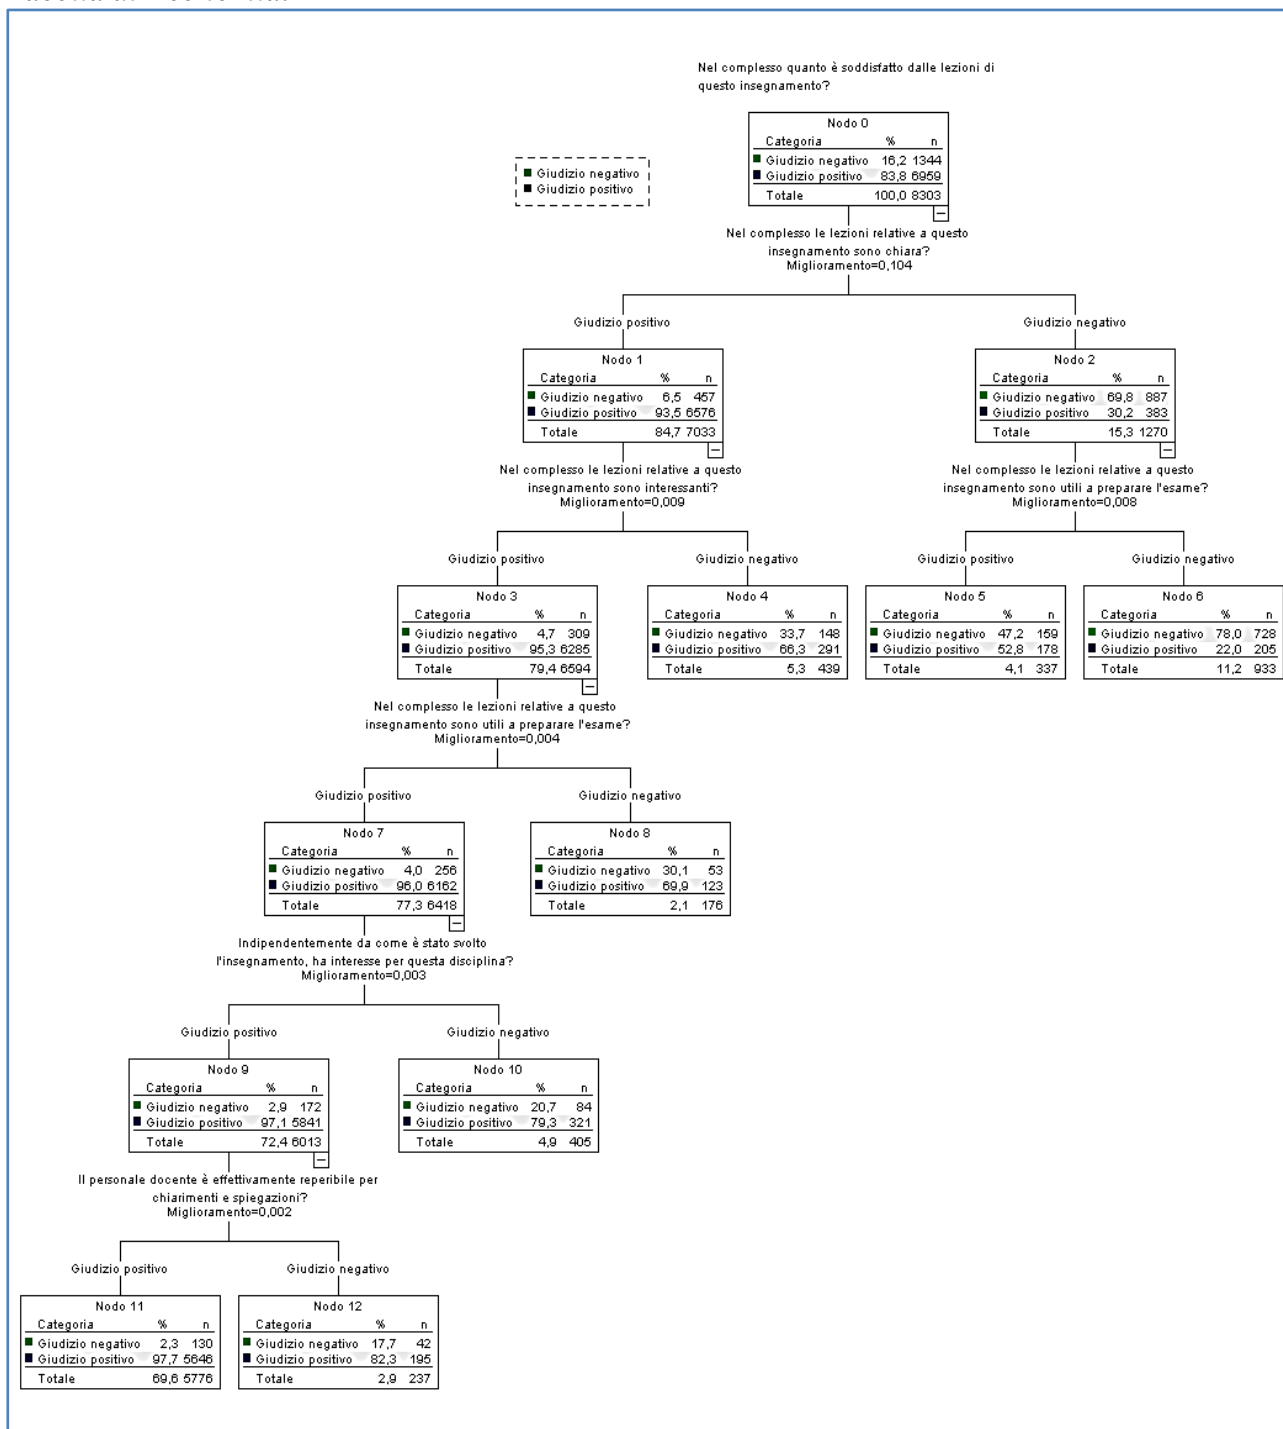 Nel complesso quanto è soddisfatto dalle lezioni di
questo insegnamento?
Nodo 0
Categoria % n
Giudizio negativo 16,2 1344
Giudizio positivo 83,8 6959
Totale 100,0 8303
Giudizio negativo
Giudizio positivo
Nel complesso le lezioni relative a questo
insegnamento sono chiara?
Miglioramento=0,104
Giudizio positivo
Giudizio negativo
Nodo 1
Categoria % n
Giudizio negativo 6,5 457
Giudizio positivo 93,5 6576
Totale 84,7 7033
Nodo 2
Categoria % n
Giudizio negativo 69,8 887
Giudizio positivo 30,2 383
Totale 15,3 1270
Nel complesso le lezioni relative a questo
insegnamento sono interessanti?
Miglioramento=0,009
Nel complesso le lezioni relative a questo
insegnamento sono utili a preparare l'esame?
Miglioramento=0,008
Giudizio positivo
Giudizio negativo
Giudizio positivo
Giudizio negativo
Nodo 3
Categoria % n
Giudizio negativo 4,7 309
Giudizio positivo 95,3 6285
Totale 79,4 6594
Nodo 4
Categoria % n
Giudizio negativo 33,7 148
Giudizio positivo 66,3 291
Totale 5,3 439
Nodo 5
Categoria % n
Giudizio negativo 47,2 159
Giudizio positivo 52,8 178
Totale 4,1 337
Nodo 6
Categoria % n
Giudizio negativo 78,0 728
Giudizio positivo 22,0 205
Totale 11,2 933
Nel complesso le lezioni relative a questo
insegnamento sono utili a preparare l'esame?
Miglioramento=0,004
Giudizio positivo
Giudizio negativo
Nodo 7
Categoria % n
Giudizio negativo 4,0 256
Giudizio positivo 96,0 6162
Totale 77,3 6418
Nodo 8
Categoria % n
Giudizio negativo 30,1 53
Giudizio positivo 69,9 123
Totale 2,1 176
Indipendentemente da come è stato svolto
l'insegnamento, ha interesse per questa disciplina?
Miglioramento=0,003
Giudizio positivo
Giudizio negativo
Nodo 9
Categoria % n
Giudizio negativo 2,9 172
Giudizio positivo 97,1 5841
Totale 72,4 6013
Nodo 10
Categoria % n
Giudizio negativo 20,7 84
Giudizio positivo 79,3 321
Totale 4,9 405
Il personale docente è effettivamente reperibile per
chiarimenti e spiegazioni?
Miglioramento=0,002
Giudizio positivo
Giudizio negativo
Nodo 11
Categoria % n
Giudizio negativo 2,3 130
Giudizio positivo 97,7 5646
Totale 69,6 5776
Nodo 12
Categoria % n
Giudizio negativo 17,7 42
Giudizio positivo 82,3 195
Totale 2,9 237